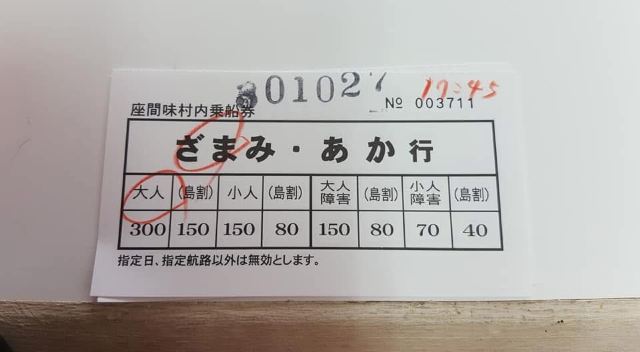 301027
17:45
座間味村内乗船券 № 003711
ざまみ・あか行
大人 (島割) 小人 (島割) 大人障害 (島割) 小人障害 (島割)
300 150 150 80 150 80 70 40
指定日、指定航路以外は無効とします。